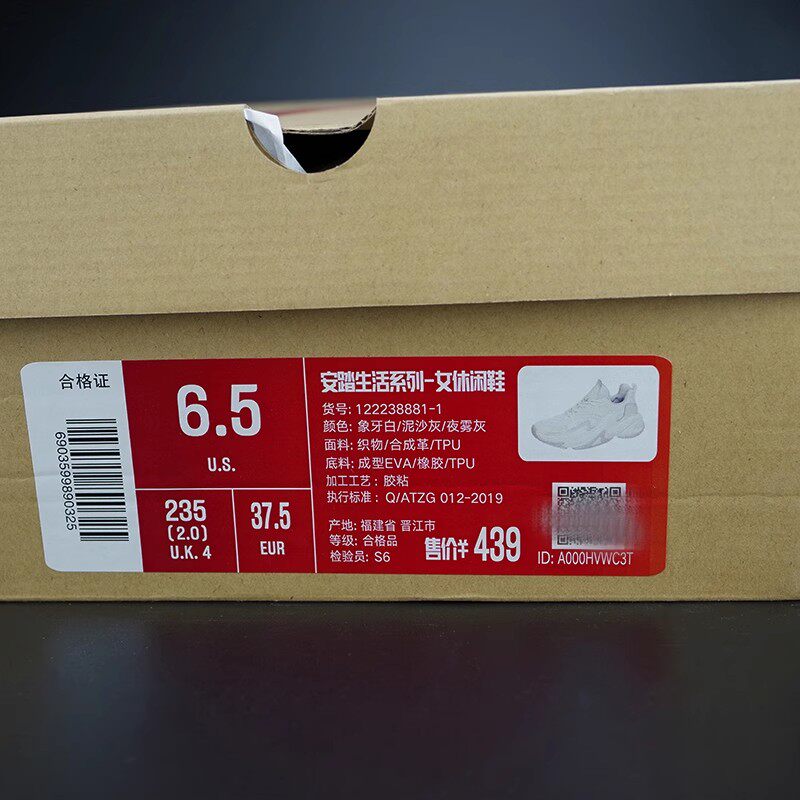 合格证
6903599890325
6.5
U.S.
235
(2.0)
U.K. 4
37.5
EUR
安踏生活系列-女休闲鞋
货号: 122238881-1
颜色: 象牙白/泥沙灰/夜雾灰
面料: 织物/合成革/TPU
底料: 成型EVA/橡胶/TPU
加工工艺: 胶粘
执行标准: Q/ATZG 012-2019
产地: 福建省 晋江市
等级: 合格品
检验员: S6
售价¥ 439
ID: A000HVWC3T